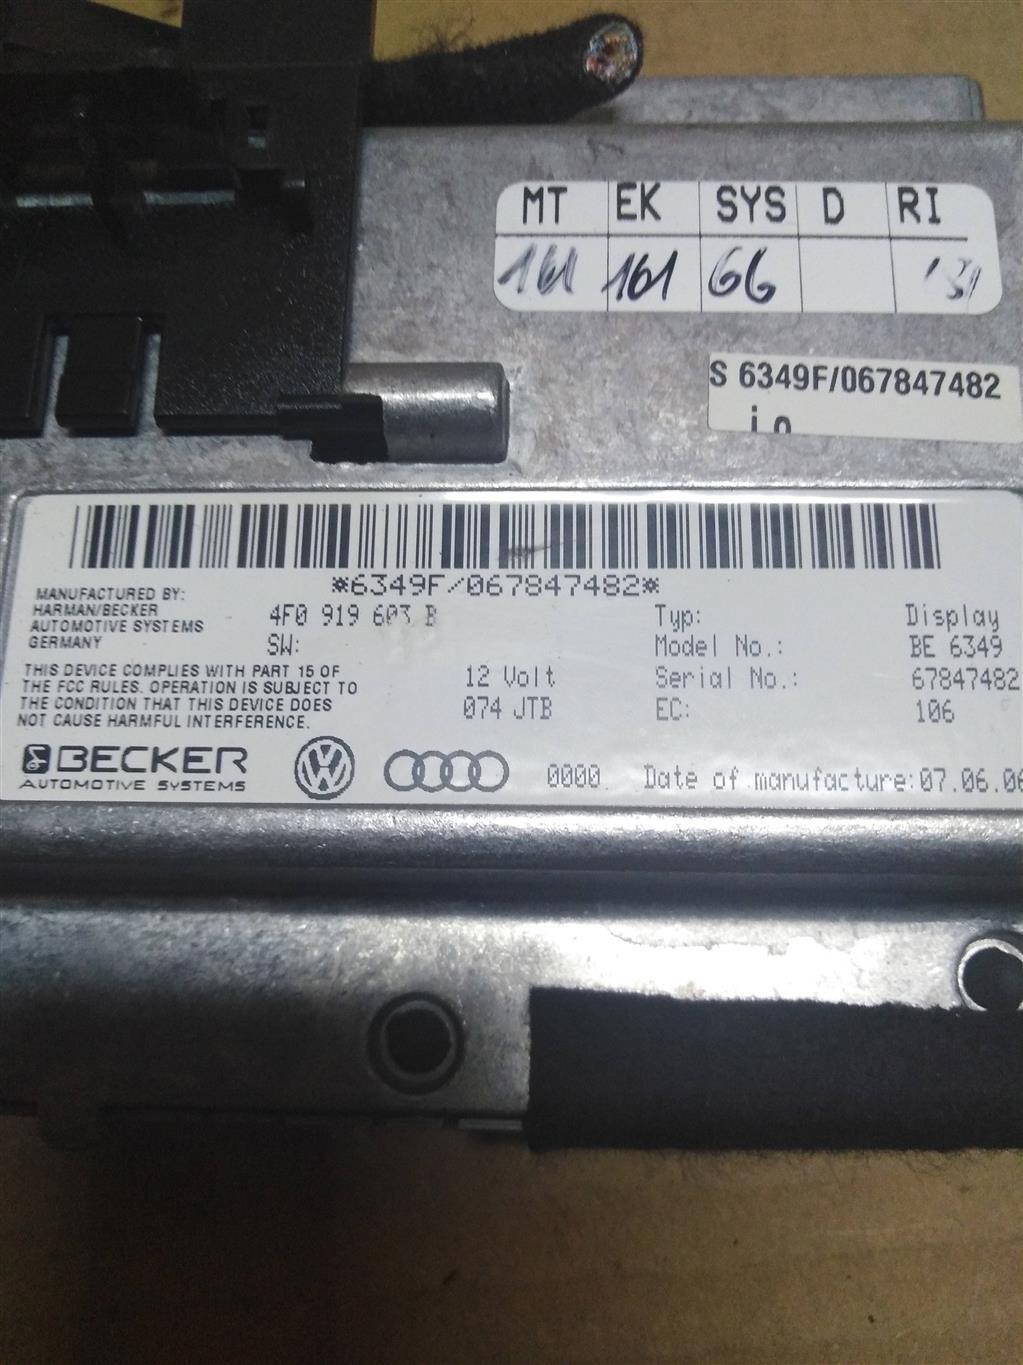 MT EK SYS D RI
161 161 66
S 6349F/067847482
*6349F/067847482*
MANUFACTURED BY:
HARMAN/BECKER
AUTOMOTIVE SYSTEMS
GERMANY
4F0 919 603 B
SW:
Typ: Display
Model No.: BE 6349
THIS DEVICE COMPLIES WITH PART 15 OF
THE FCC RULES. OPERATION IS SUBJECT TO
THE CONDITION THAT THIS DEVICE DOES
NOT CAUSE HARMFUL INTERFERENCE.
12 Volt
074 JTB
Serial No.: 67847482
EC: 106
BECKER
AUTOMOTIVE SYSTEMS
0000 Date of manufacture:07.06.06